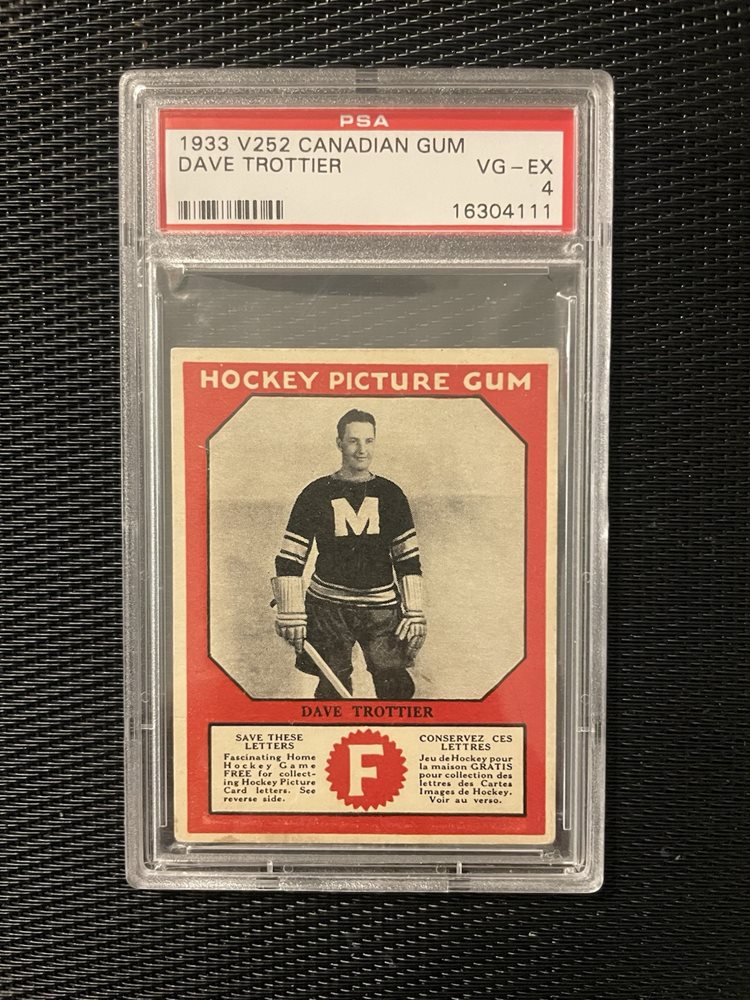 PSA
1933 V252 CANADIAN GUM
DAVE TROTTIER VG-EX
4
16304111
HOCKEY PICTURE GUM
M
DAVE TROTTIER
SAVE THESE
LETTERS
Fascinating Home
Hockey Game
FREE for collect-
ing Hockey Picture
Card letters. See
reverse side.
F
CONSERVEZ CES
LETTRES
Jeu de Hockey pour
la maison GRATIS
pour collection des
lettres des Cartes
Images de Hockey.
Voir au verso.